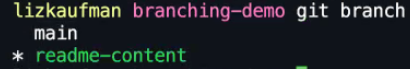 lizkaufman branching-demo git branch
main
* readme-content